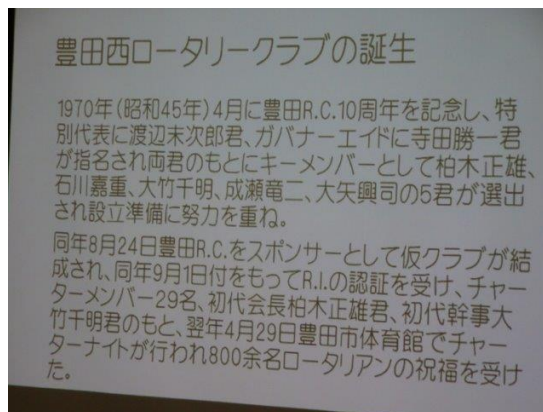 豊田西ロータリークラブの誕生
1970年(昭和45年)4月に豊田R.C.10周年を記念し、特
別代表に渡辺末次郎君、ガバナーエイドに寺田勝一君
が指名され両君のもとにキーメンバーとして柏木正雄、
石川嘉重、大竹千明、成瀬竜二、大矢興司の5君が選出
され設立準備に努力を重ね。
同年8月24日豊田R.C.をスポンサーとして仮クラブが結
成され、同年9月1日付をもってR.I.の認証を受け、チャー
ターメンバー29名、初代会長柏木正雄君、初代幹事大
竹千明君のもと、翌年4月29日豊田市体育館でチャー
ターナイトが行われ800余名ロータリアンの祝福を受け
た。